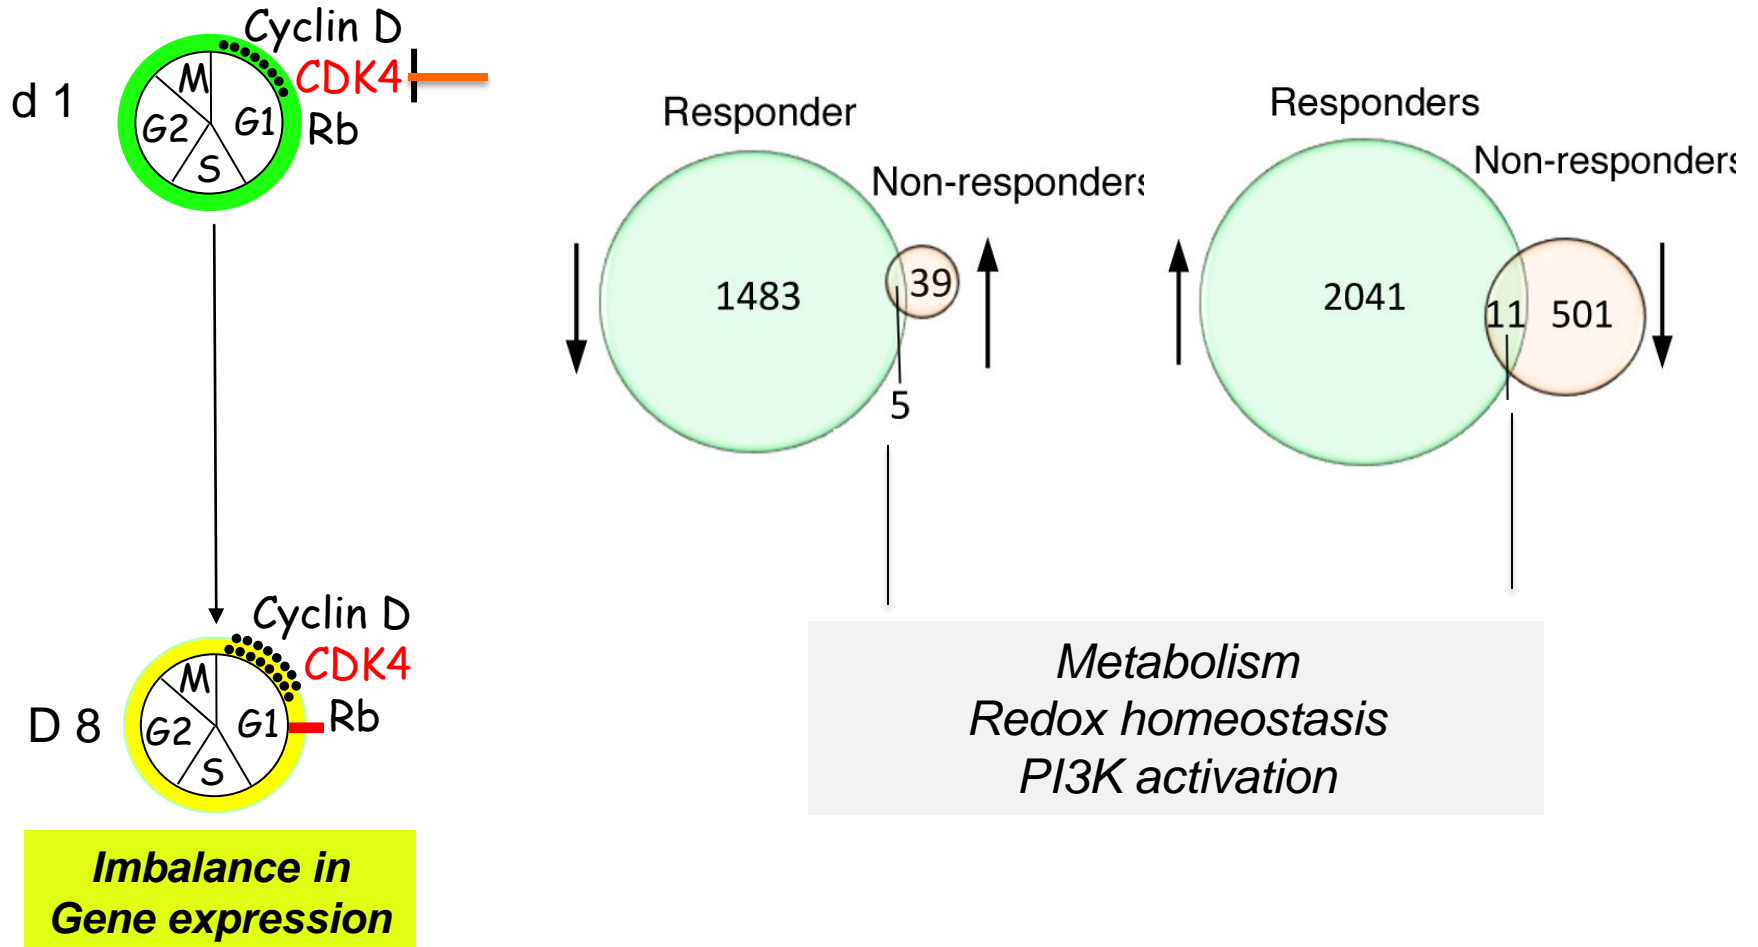 d 1
Cyclin D
CDK4
Rb
M
G2
G1
S
D 8
Cyclin D
CDK4
Rb
M
G2
G1
S
Imbalance in
Gene expression
Responder
Non-responders
1483
39
5
Responders
Non-responders
2041
11
501
Metabolism
Redox homeostasis
PI3K activation